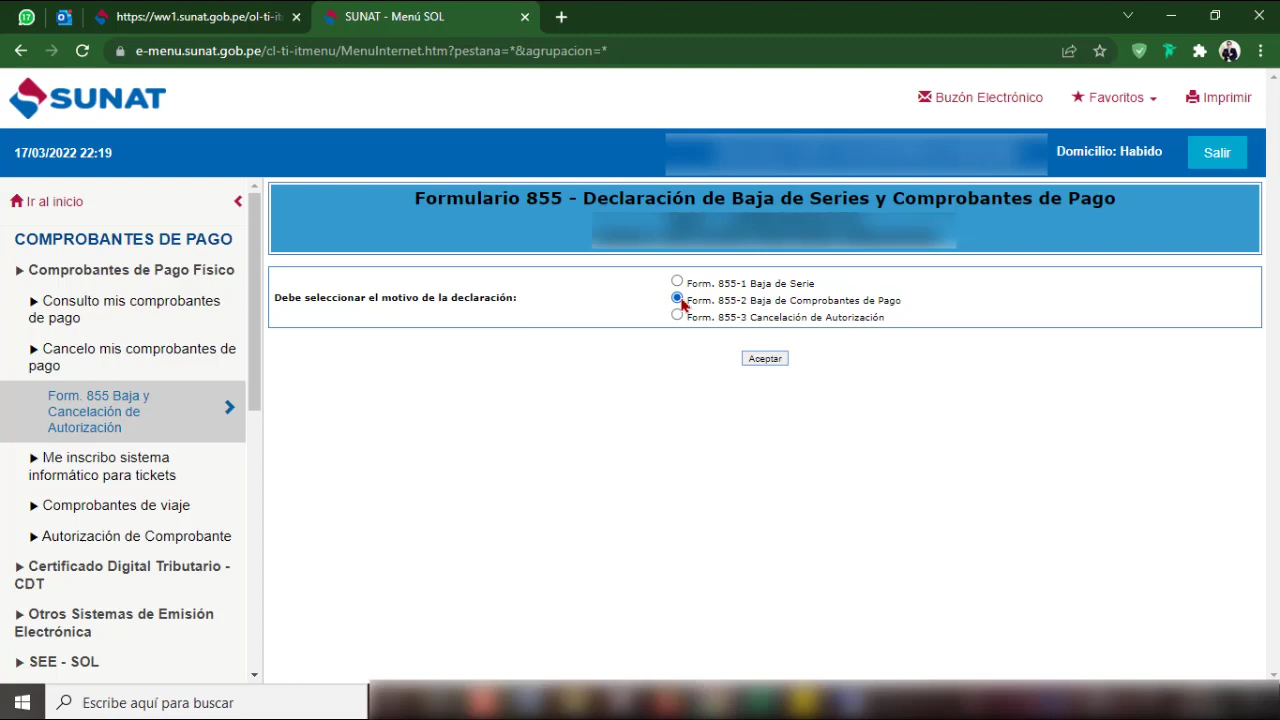 https://ww1.sunat.gob.pe/ol-ti-it
SUNAT - Menú SOL
e-menu.sunat.gob.pe/cl-ti-itmenu/MenuInternet.htm?pestana=*&agrupacion=*
SUNAT
Buzón Electrónico
Favoritos
Imprimir
17/03/2022 22:19
Domicilio: Habido
Salir
Ir al inicio
COMPROBANTES DE PAGO
Comprobantes de Pago Físico
Consulto mis comprobantes
de pago
Cancelo mis comprobantes de
pago
Form. 855 Baja y
Cancelación de
Autorización
Me inscribo sistema
informático para tickets
Comprobantes de viaje
Autorización de Comprobante
Certificado Digital Tributario -
CDT
Otros Sistemas de Emisión
Electrónica
SEE - SOL
Formulario 855 - Declaración de Baja de Series y Comprobantes de Pago
Debe seleccionar el motivo de la declaración:
Form. 855-1 Baja de Serie
Form. 855-2 Baja de Comprobantes de Pago
Form. 855-3 Cancelación de Autorización
Aceptar
Escribe aquí para buscar